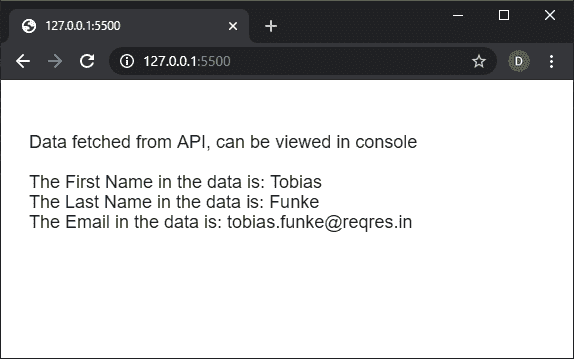 127.0.0.1:5500
127.0.0.1:5500
D
Data fetched from API, can be viewed in console
The First Name in the data is: Tobias
The Last Name in the data is: Funke
The Email in the data is: tobias.funke@reqres.in